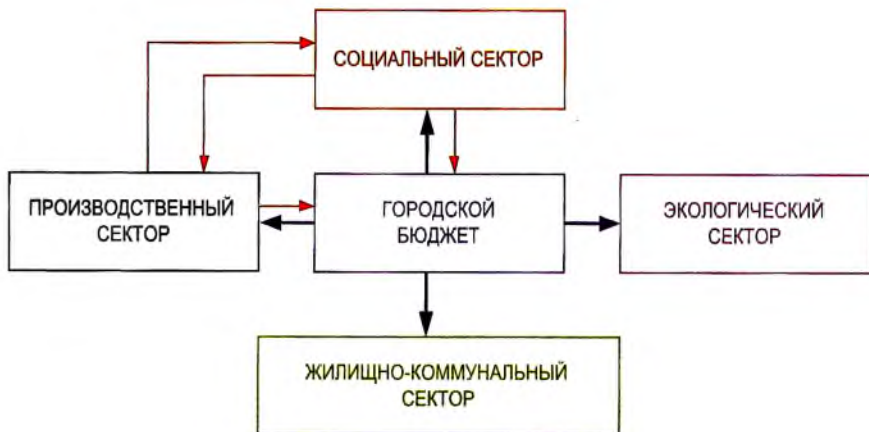 СОЦИАЛЬНЫЙ СЕКТОР
ПРОИЗВОДСТВЕННЫЙ
СЕКТОР
ГОРОДСКОЙ
БЮДЖЕТ
ЭКОЛОГИЧЕСКИЙ
СЕКТОР
ЖИЛИЩНО-КОММУНАЛЬНЫЙ
СЕКТОР